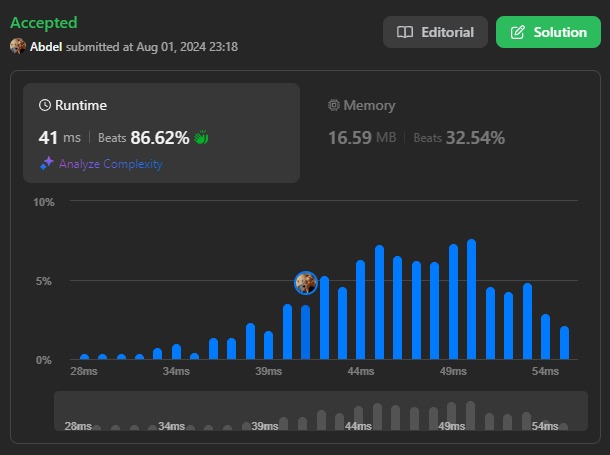 Accepted
Abdel submitted at Aug 01, 2024 23:18
Editorial
Solution
Runtime
41 ms Beats 86.62%
Analyze Complexity
Memory
16.59 MB Beats 32.54%
10%
5%
0%
28ms 34ms 39ms 44ms 49ms 54ms
28ms 34ms 39ms 44ms 49ms 54ms